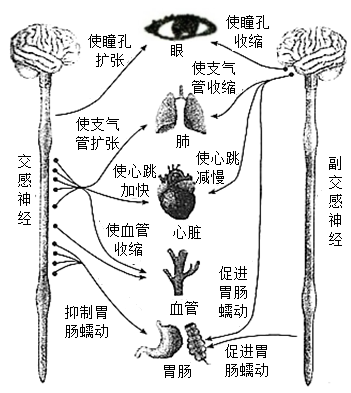 使瞳孔
扩张
使瞳孔
收缩
眼
使支气
管扩张
使支气
管收缩
肺
交感神经
副交感神经
使心跳
加快
使心跳
减慢
心脏
使血管
收缩
血管
促进
胃肠
蠕动
抑制胃
肠蠕动
胃肠
促进胃
肠蠕动